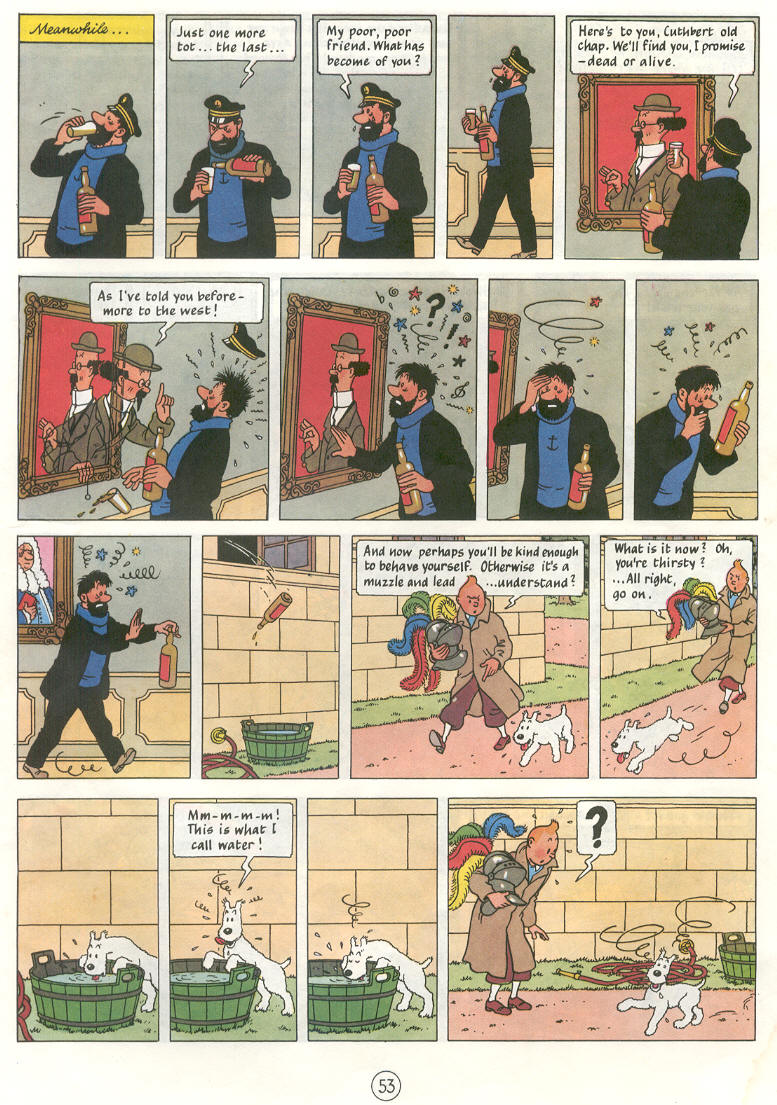 Meanwhile...
Just one more
tot... the last...
My poor, poor
friend. What has
become of you?
Here's to you, Cuthbert old
chap. We'll find you, I promise
-dead or alive.
As I've told you before-
more to the west!
?
And now perhaps you'll be kind enough
to behave yourself. Otherwise it's a
muzzle and lead ...understand?
What is it now? Oh,
you're thirsty?
...All right,
go on.
Mm-m-m-m!
This is what I
call water!
?
53